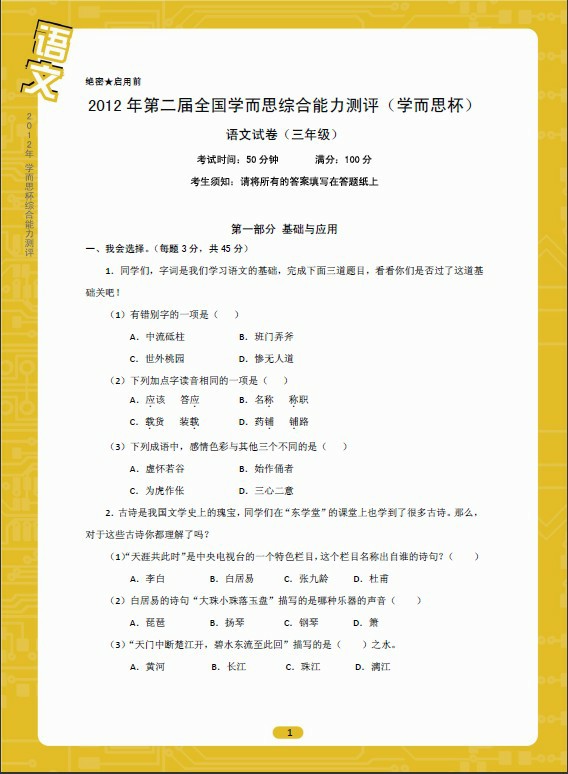 语文
2012年 学而思杯综合能力测评
绝密★启用前
2012 年第二届全国学而思综合能力测评（学而思杯）
语文试卷（三年级）
考试时间：50 分钟 满分：100 分
考生须知：请将所有的答案填写在答题纸上
第一部分 基础与应用
一、我会选择。（每题 3 分，共 45 分）
1．同学们，字词是我们学习语文的基础，完成下面三道题目，看看你们是否过了这道基
础关吧！
（1）有错别字的一项是（ ）
A．中流砥柱 B．班门弄斧
C．世外桃园 D．惨无人道
（2）下列加点字读音相同的一项是（ ）
A．应该 答应 B．名称 称职
C．载货 装载 D．药铺 铺路
（3）下列成语中，感情色彩与其他三个不同的是（ ）
A．虚怀若谷 B．始作俑者
C．为虎作伥 D．三心二意
2．古诗是我国文学史上的瑰宝，同学们在“东学堂”的课堂上也学到了很多古诗。那么，
对于这些古诗你都理解了吗？
（1）“天涯共此时”是中央电视台的一个特色栏目，这个栏目名称出自谁的诗句？（ ）
A．李白 B．白居易 C．张九龄 D．杜甫
（2）白居易的诗句“大珠小珠落玉盘”描写的是哪种乐器的声音（ ）
A．琵琶 B．扬琴 C．钢琴 D．箫
（3）“天门中断楚江开，碧水东流至此回”描写的是（ ）之水。
A．黄河 B．长江 C．珠江 D．漓江
1